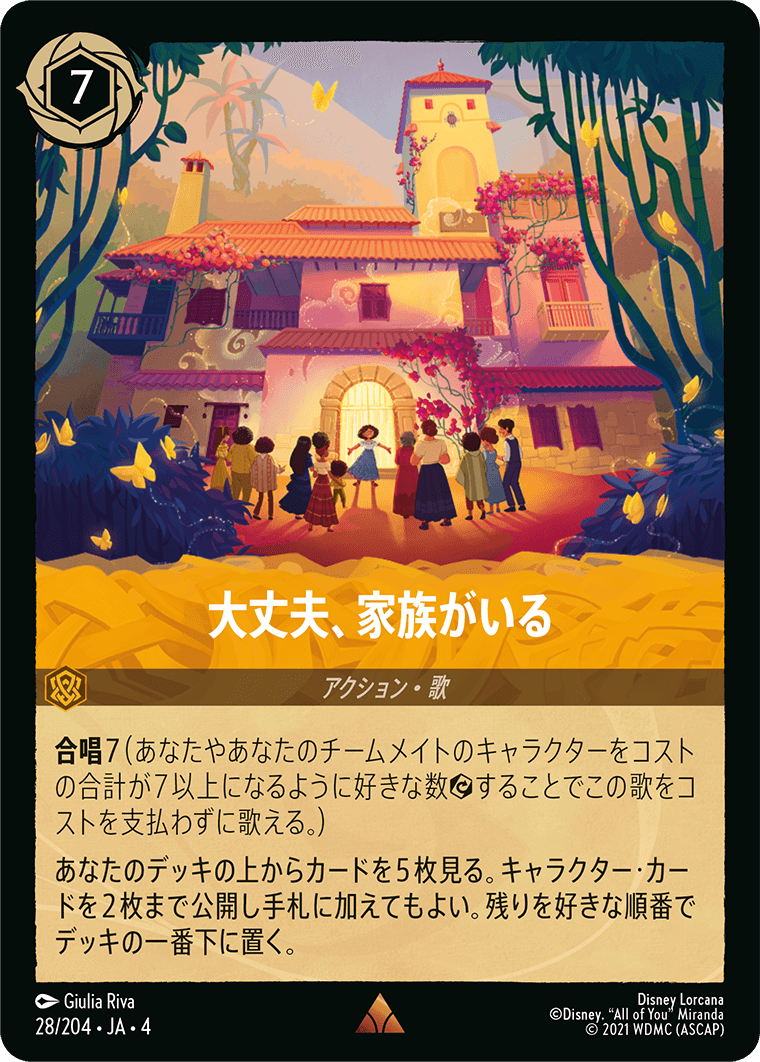 7
大丈夫、家族がいる
アクション・歌
合唱7(あなたやあなたのチームメイトのキャラクターをコスト
の合計が7以上になるように好きな数することでこの歌をコ
ストを支払わずに歌える。)
あなたのデッキの上からカードを5枚見る。キャラクター・カー
ドを2枚まで公開し手札に加えてもよい。残りを好きな順番で
デッキの一番下に置く。
Giulia Riva
28/204 • JA • 4
Disney Lorcana
©Disney. “All of You” Miranda
© 2021 WDMC (ASCAP)